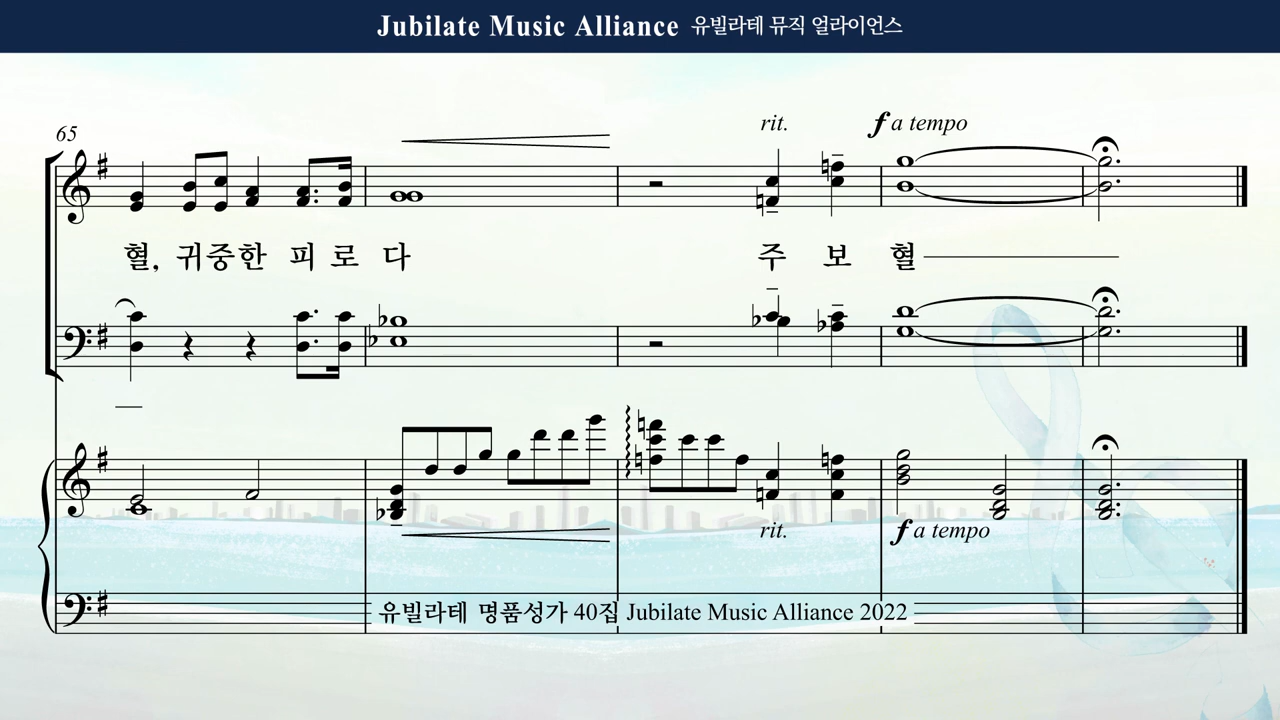 Jubilate Music Alliance 유빌라테 뮤직 얼라이언스
65
rit.
f a tempo
혈, 귀중한 피 로 다 주 보 혈
rit.
f a tempo
유빌라테 명품성가 40집 Jubilate Music Alliance 2022